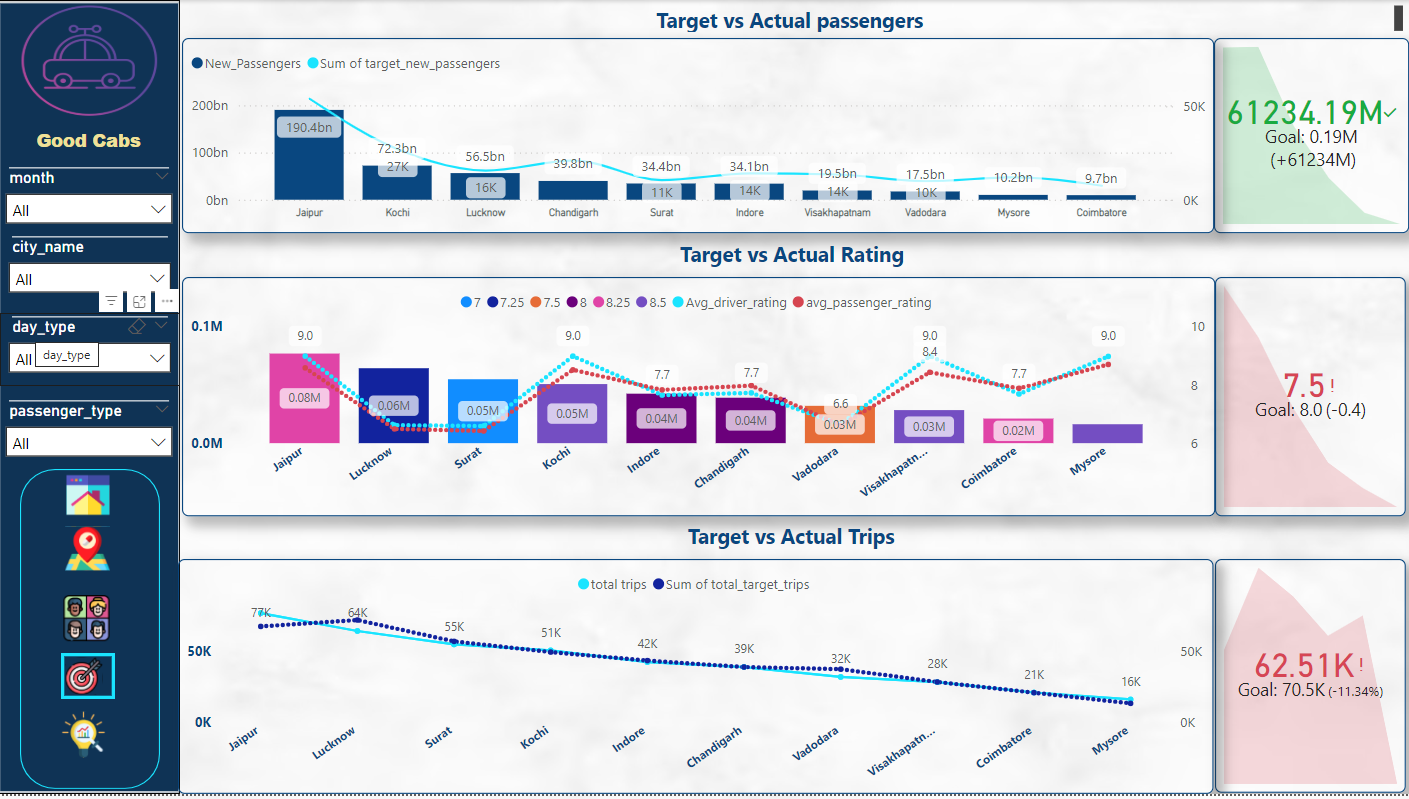 Good Cabs
month
All
city_name
All
day_type
All
day_type
passenger_type
All
Target vs Actual passengers
New_Passengers Sum of target_new_passengers
200bn
100bn
0bn
50K
0K
190.4bn
72.3bn
27K
56.5bn
16K
39.8bn
34.4bn
11K
34.1bn
14K
19.5bn
14K
17.5bn
10K
10.2bn
9.7bn
Jaipur Kochi Lucknow Chandigarh Surat Indore Visakhapatnam Vadodara Mysore Coimbatore
61234.19M
Goal: 0.19M
(+61234M)
Target vs Actual Rating
7 7.25 7.5 8 8.25 8.5 Avg_driver_rating avg_passenger_rating
0.1M
0.0M
10
8
6
9.0
0.08M
0.06M
0.05M
9.0
0.05M
7.7
0.04M
7.7
0.04M
6.6
0.03M
9.0
8.4
0.03M
7.7
0.02M
9.0
Jaipur Lucknow Surat Kochi Indore Chandigarh Vadodara Visakhapatn... Coimbatore Mysore
7.5 !
Goal: 8.0 (-0.4)
Target vs Actual Trips
total trips Sum of total_target_trips
50K
0K
50K
0K
77K 64K 55K 51K 42K 39K 32K 28K 21K 16K
Jaipur Lucknow Surat Kochi Indore Chandigarh Vadodara Visakhapatn... Coimbatore Mysore
62.51K !
Goal: 70.5K (-11.34%)